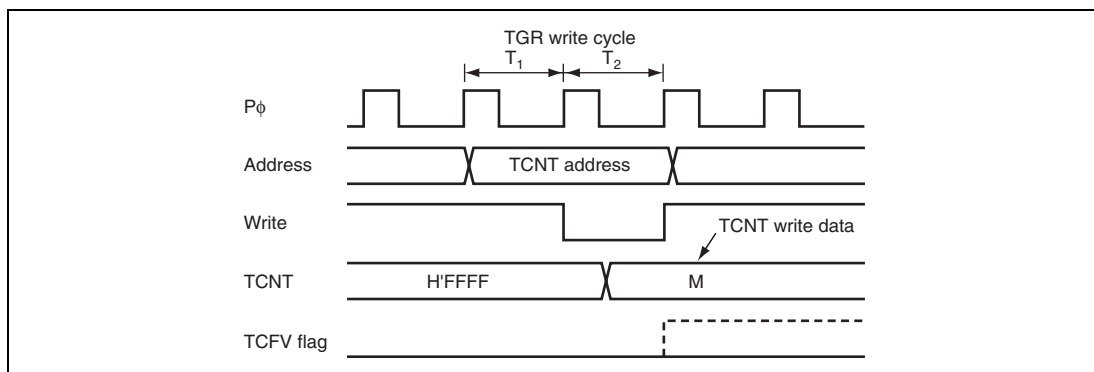 TGR write cycle
T1 T2
Pϕ
Address TCNT address
Write
TCNT write data
TCNT H'FFFF M
TCFV flag